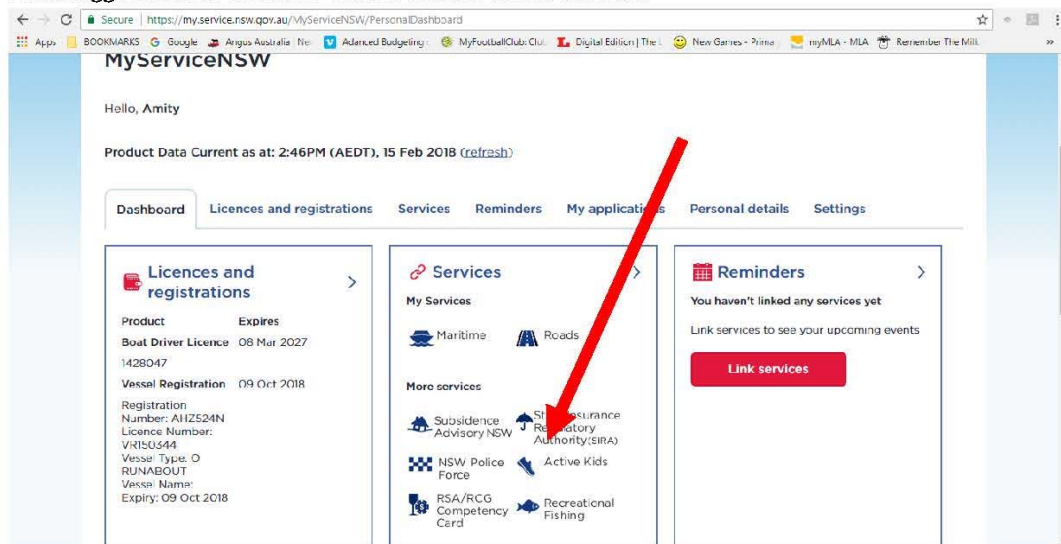 Secure | https://my.service.nsw.gov.au/MyServiceNSW/PersonalDashboard
Apps BOOKMARKS Google Angus Australia | Ne Adanced Budgeting MyFootballClub: Clu Digital Edition | The L New Games - Prima myMLA - MLA Remember The Milk »
MyServiceNSW
Hello, Amity
Product Data Current as at: 2:46PM (AEDT), 15 Feb 2018 (refresh)
Dashboard Licences and registrations Services Reminders My applications Personal details Settings
Licences and registrations >
Product Expires
Boat Driver Licence 08 Mar 2027
1428047
Vessel Registration 09 Oct 2018
Registration
Number: AHZ524N
Licence Number:
VR150344
Vessel Type: O
RUNABOUT
Vessel Name:
Expiry: 09 Oct 2018
Services >
My Services
Maritime Roads
More services
Subsidence
Advisory NSW
Insurance
Authority (SIRA)
NSW Police
Force
Active Kids
RSA/RCG
Competency
Card
Recreational
Fishing
Reminders >
You haven't linked any services yet
Link services to see your upcoming events
Link services